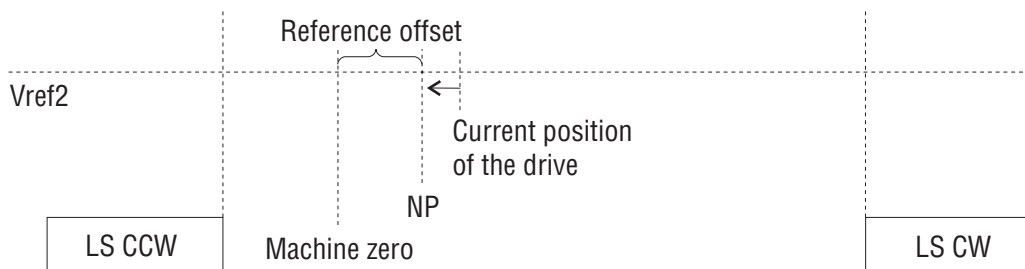 Reference offset
Vref2
Current position
of the drive
NP
LS CCW
Machine zero
LS CW